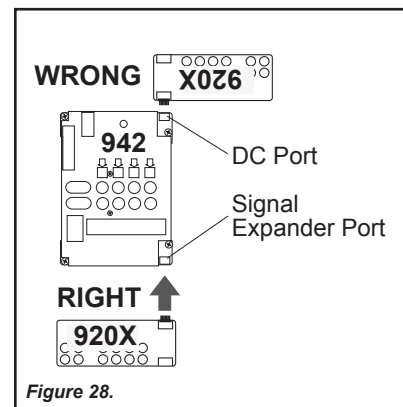 WRONG
920X
942
DC Port
Signal
Expander Port
RIGHT
920X
Figure 28.